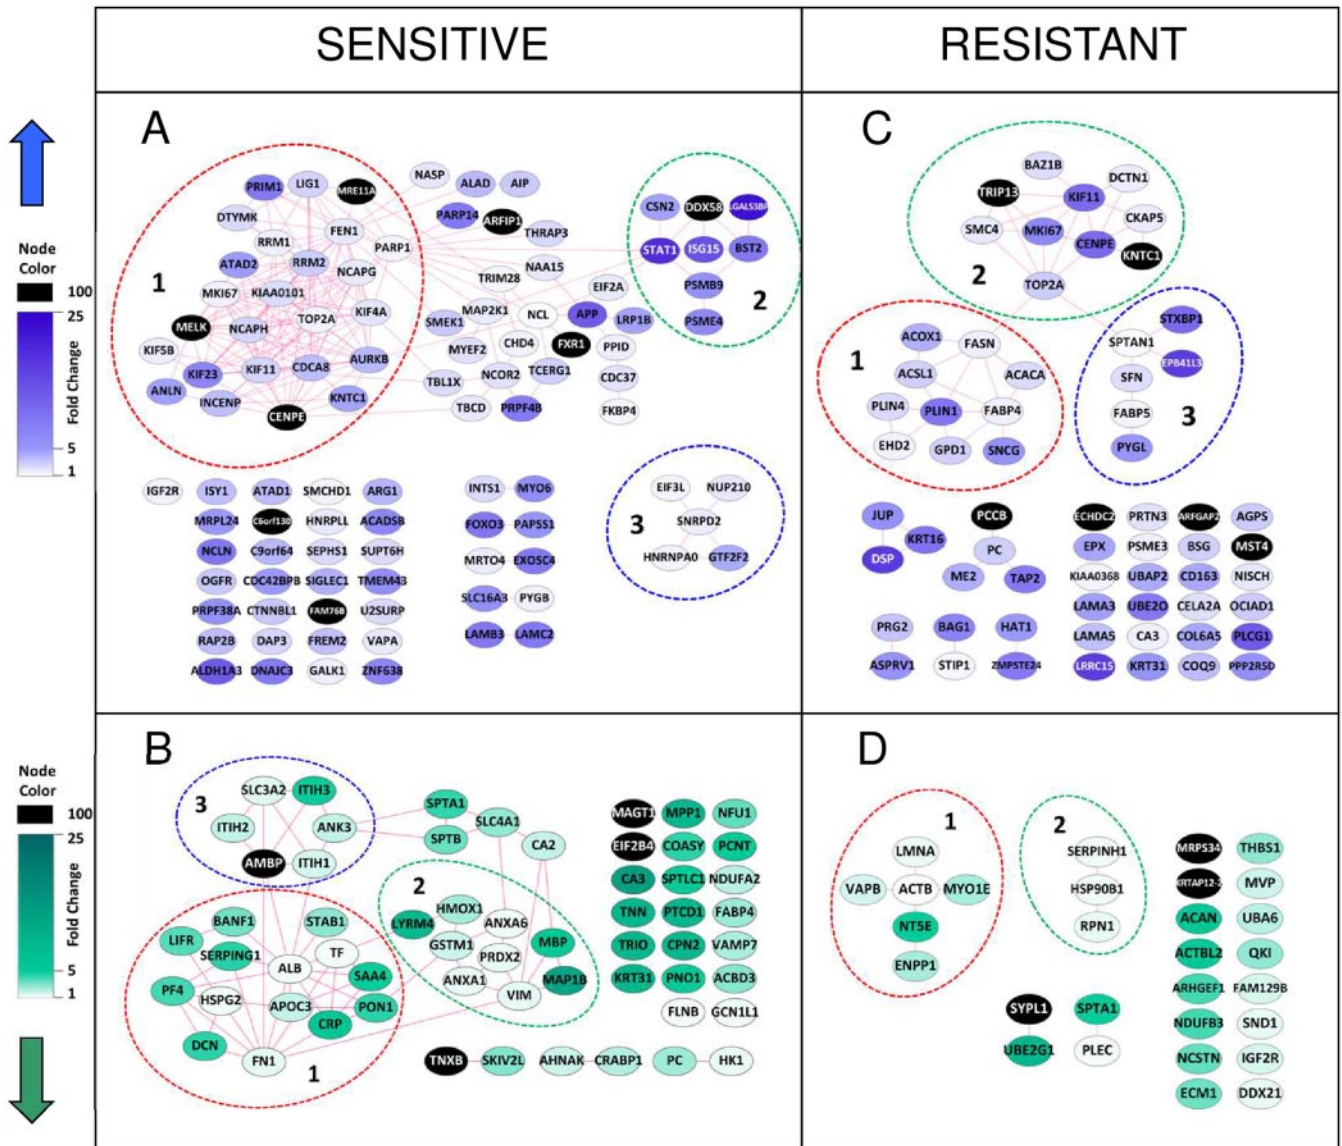 SENSITIVE
RESISTANT
A
PRIM1 LIG1 MRE11A NASP ALAD AIP
DTYMK FEN1 PARP14 ARFIP1
RRM1 PARP1 THRAP3
ATAD2 RRM2 NCAPG NAA15
MKI67 KIAA0101 TRIM28 EIF2A
1
MELK NCAPH TOP2A KIF4A
SMEK1 MAP2K1 NCL APP LRP1B
KIF5B KIF11 CDCA8 AURKB
MYEF2 CHD4 FXR1 PPID
KIF23 TBL1X NCOR2 TCERG1 CDC37
ANLN INCENP KNTC1
CENPE TBCD PRPF4B FKBP4
CSN2 DDX58 LGALS3BP
STAT1 ISG15 BST2
PSMB9
2
PSME4
EIF3L NUP210
3
SNRPD2
HNRNPA0 GTF2F2
IGF2R ISY1 ATAD1 SMCHD1 ARG1
MRPL24 C6orf130 HNRPLL ACADSB
NCLN C9orf64 SEPHS1 SUPT6H
OGFR CDC42BPB SIGLEC1 TMEM43
PRPF38A CTNNBL1 FAM76B U2SURP
RAP2B DAP3 FREM2 VAPA
ALDH1A3 DNAJC3 GALK1 ZNF638
INTS1 MYO6
FOXO3 PAPSS1
MRTO4 EXOSC4
SLC16A3 PYGB
LAMB3 LAMC2
C
BAZ1B
TRIP13 KIF11 DCTN1
SMC4 MKI67 CENPE CKAP5
KNTC1
2
TOP2A
1
ACOX1 FASN
ACSL1 ACACA
PLIN4 PLIN1 FABP4
EHD2 GPD1 SNCG
STXBP1
SPTAN1
EPB41L3
SFN
FABP5
3
PYGL
JUP KRT16
DSP
PCCB
PC
ME2 TAP2
PRG2 BAG1 HAT1
ASPRV1 STIP1 ZMPSTE24
ECHDC2 PRTN3 ARFGAP2 AGPS
EPX PSME3 BSG MST4
KIAA0368 UBAP2 CD163 NISCH
LAMA3 UBE2O CELA2A OCIAD1
LAMA5 CA3 COL6A5 PLCG1
LRRC15 KRT31 COQ9 PPP2R5D
Node
Color
100
25
Fold Change
5
1
B
3
SLC3A2 ITIH3
ITIH2 ANK3
AMBP ITIH1
SPTA1 SLC4A1
SPTB CA2
2
HMOX1
LYRM4 ANXA6
GSTM1 MBP
PRDX2
ANXA1 MAP1B
VIM
BANF1 STAB1
LIFR SERPING1 TF
ALB SAA4
PF4 HSPG2 APOC3 PON1
CRP
DCN
FN1
1
MAGT1 MPP1 NFU1
EIF2B4 COASY PCNT
CA3 SPTLC1 NDUFA2
TNN PTCD1 FABP4
TRIO CPN2 VAMP7
KRT31 PNO1 ACBD3
FLNB GCN1L1
TNXB SKIV2L AHNAK CRABP1 PC HK1
D
1
LMNA
VAPB ACTB MYO1E
NT5E
ENPP1
2
SERPINH1
HSP90B1
RPN1
SYPL1 SPTA1
UBE2G1 PLEC
MRPS34 THBS1
KRTAP12-2 MVP
ACAN UBA6
ACTBL2 QKI
ARHGEF1 FAM129B
NDUFB3 SND1
NCSTN IGF2R
ECM1 DDX21
Node
Color
100
25
Fold Change
5
1